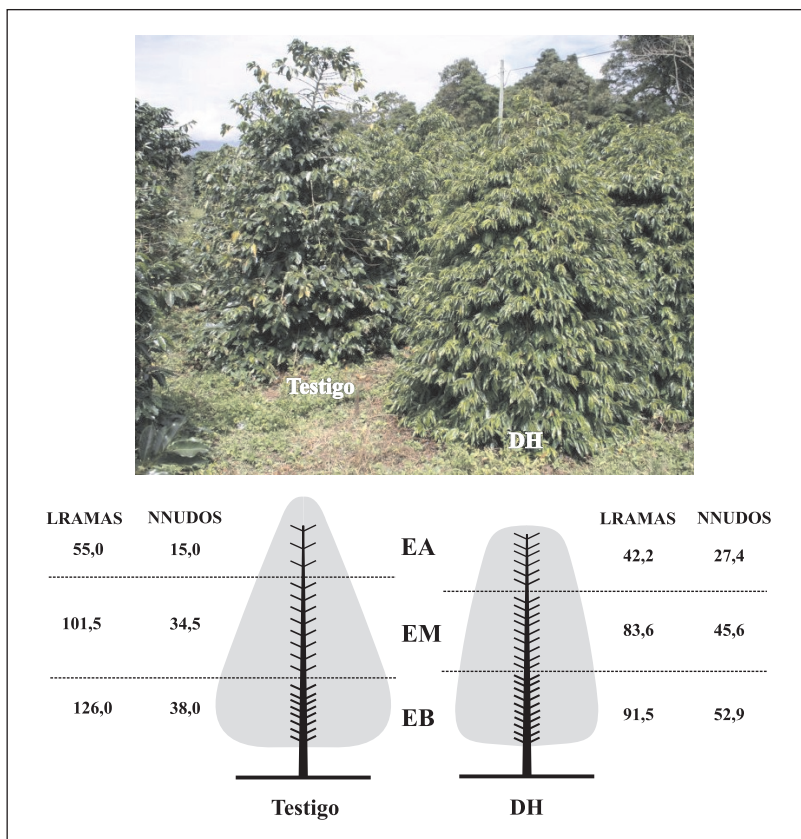 Testigo
DH
LRAMAS NNUDOS
55,0 15,0
101,5 34,5
126,0 38,0
EA
EM
EB
LRAMAS NNUDOS
42,2 27,4
83,6 45,6
91,5 52,9
Testigo
DH